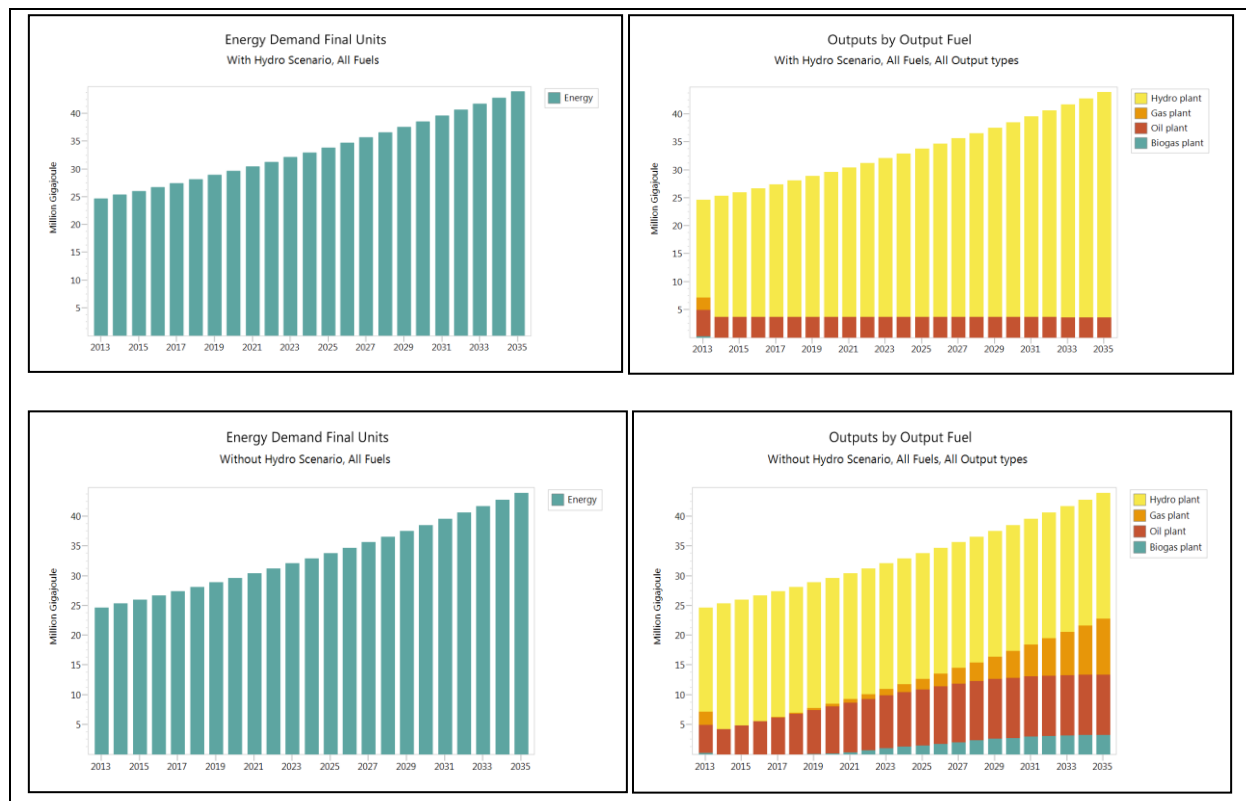 Energy Demand Final Units
With Hydro Scenario, All Fuels
Million Gigajoule
40
35
30
25
20
15
10
5
2013 2015 2017 2019 2021 2023 2025 2027 2029 2031 2033 2035
Energy
Outputs by Output Fuel
With Hydro Scenario, All Fuels, All Output types
Million Gigajoule
40
35
30
25
20
15
10
5
2013 2015 2017 2019 2021 2023 2025 2027 2029 2031 2033 2035
Hydro plant
Gas plant
Oil plant
Biogas plant
Energy Demand Final Units
Without Hydro Scenario, All Fuels
Million Gigajoule
40
35
30
25
20
15
10
5
2013 2015 2017 2019 2021 2023 2025 2027 2029 2031 2033 2035
Energy
Outputs by Output Fuel
Without Hydro Scenario, All Fuels, All Output types
Million Gigajoule
40
35
30
25
20
15
10
5
2013 2015 2017 2019 2021 2023 2025 2027 2029 2031 2033 2035
Hydro plant
Gas plant
Oil plant
Biogas plant